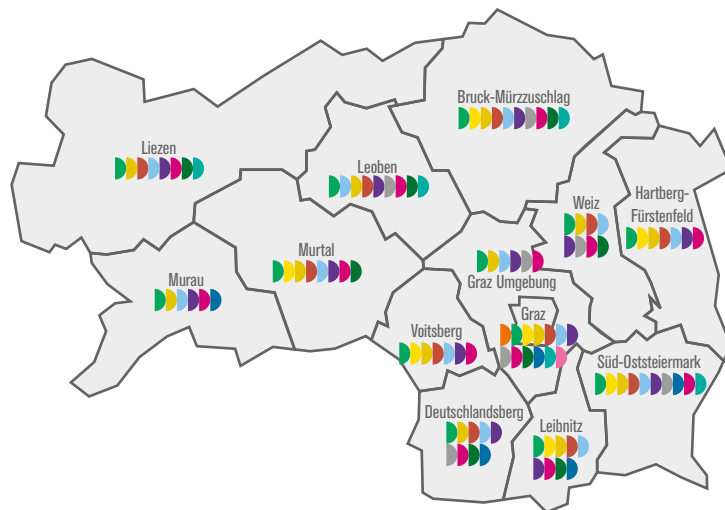 Bruck-Mürzzuschlag
Liezen
Leoben
Weiz
Hartberg-
Fürstenfeld
Murtal
Murau
Graz Umgebung
Graz
Voitsberg
Süd-Oststeiermark
Deutschlandsberg
Leibnitz